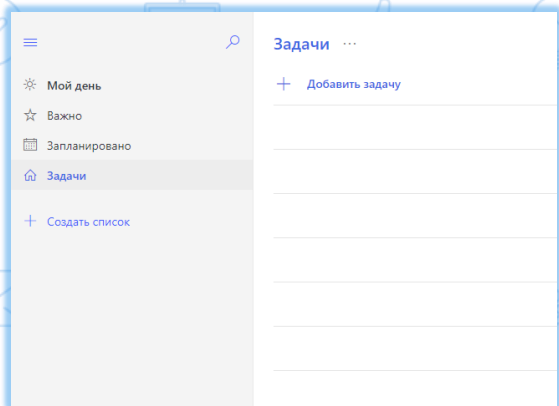 Задачи ...
Добавить задачу
Мой день
Важно
Запланировано
Задачи
Создать список